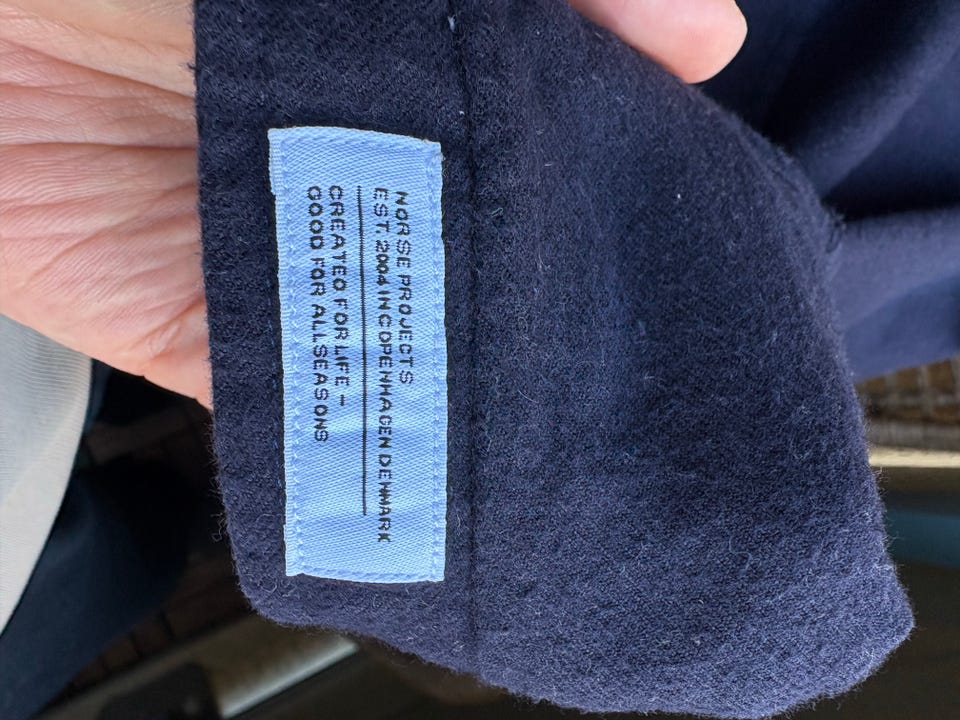 NORSE PROJECTS
EST. 2004 IN COPENHAGEN DENMARK
CREATED FOR LIFE –
GOOD FOR ALL SEASONS